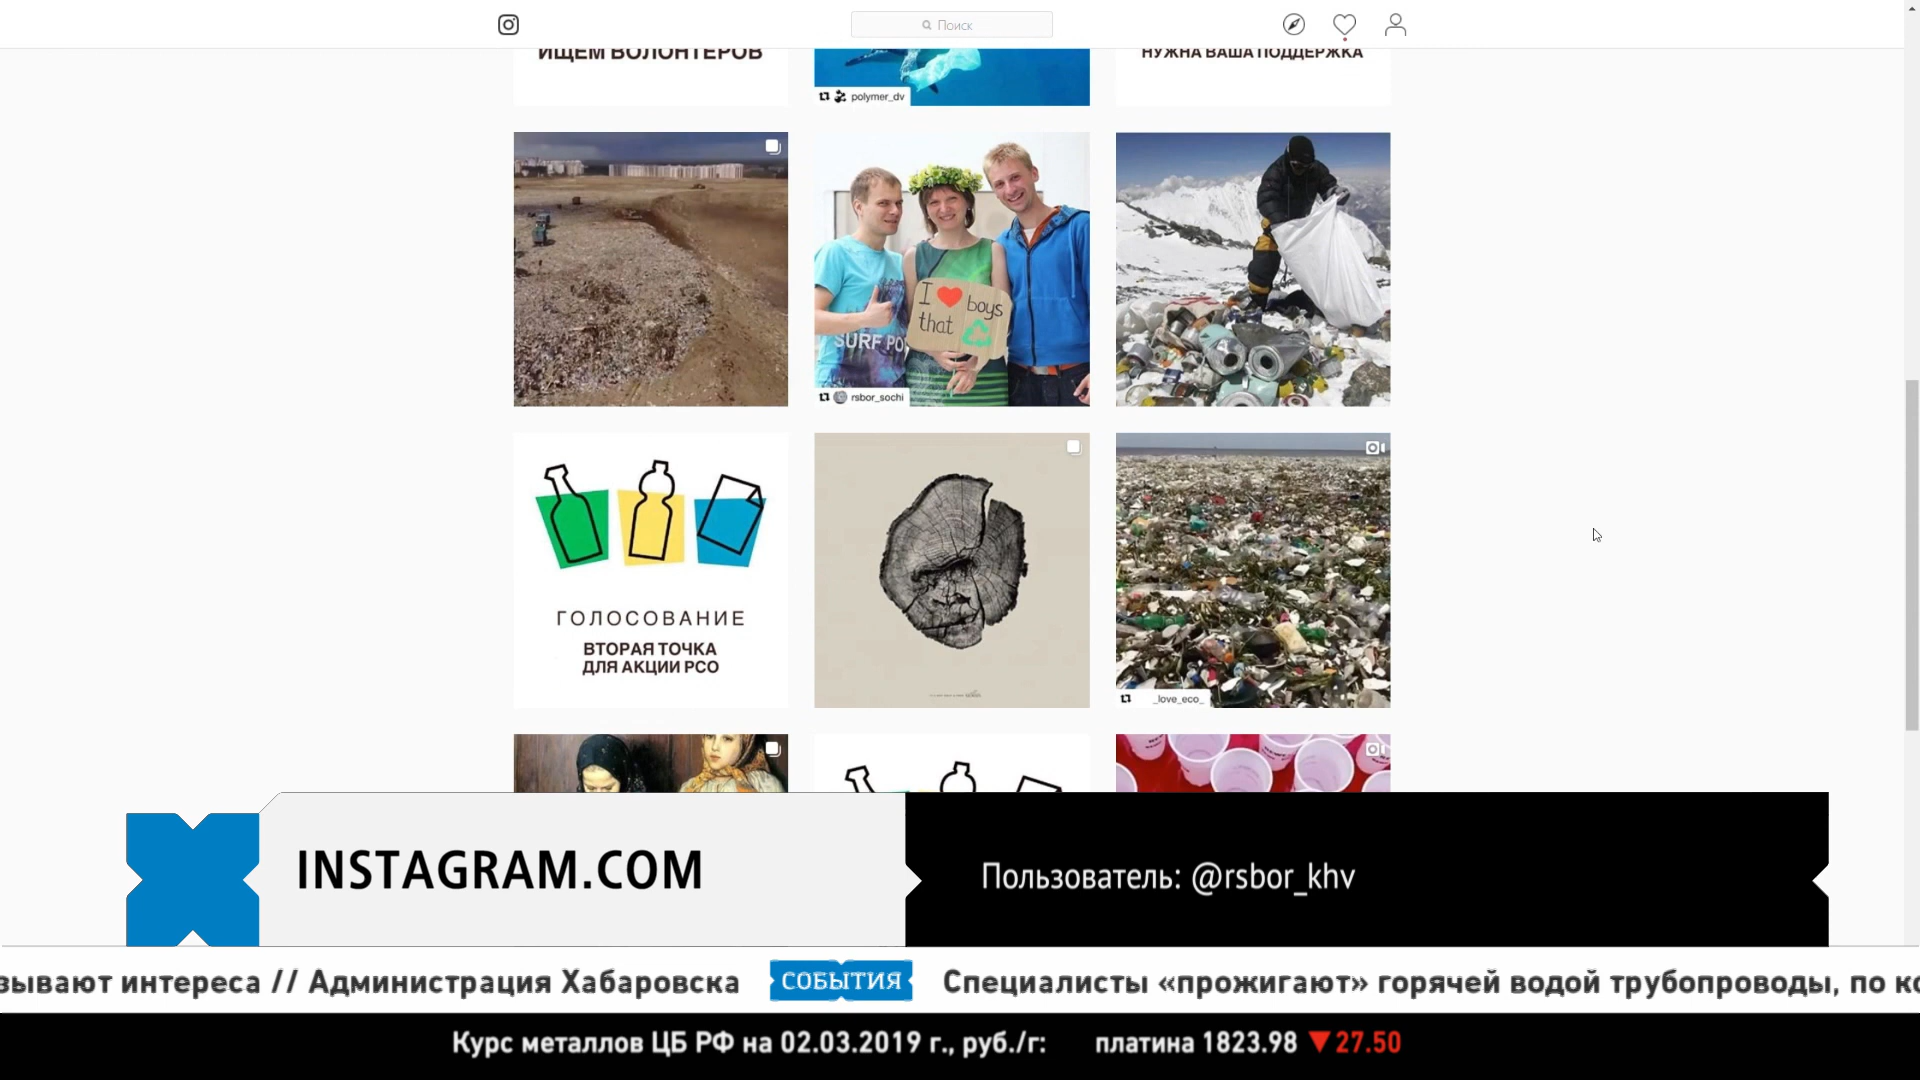 Поиск
ИЩЕМ ВОЛОНТЕРОВ
polymer_dv
НУЖНА ВАША ПОДДЕРЖКА
I ❤ boys
that
SURF PO
rsbor_sochi
ГОЛОСОВАНИЕ
ВТОРАЯ ТОЧКА
ДЛЯ АКЦИИ РСО
_love_eco_
INSTAGRAM.COM
Пользователь: @rsbor_khv
зывают интереса // Администрация Хабаровска СОБЫТИЯ Специалисты «прожигают» горячей водой трубопроводы, по ко
Курс металлов ЦБ РФ на 02.03.2019 г., руб./г: платина 1823.98 ▼27.50